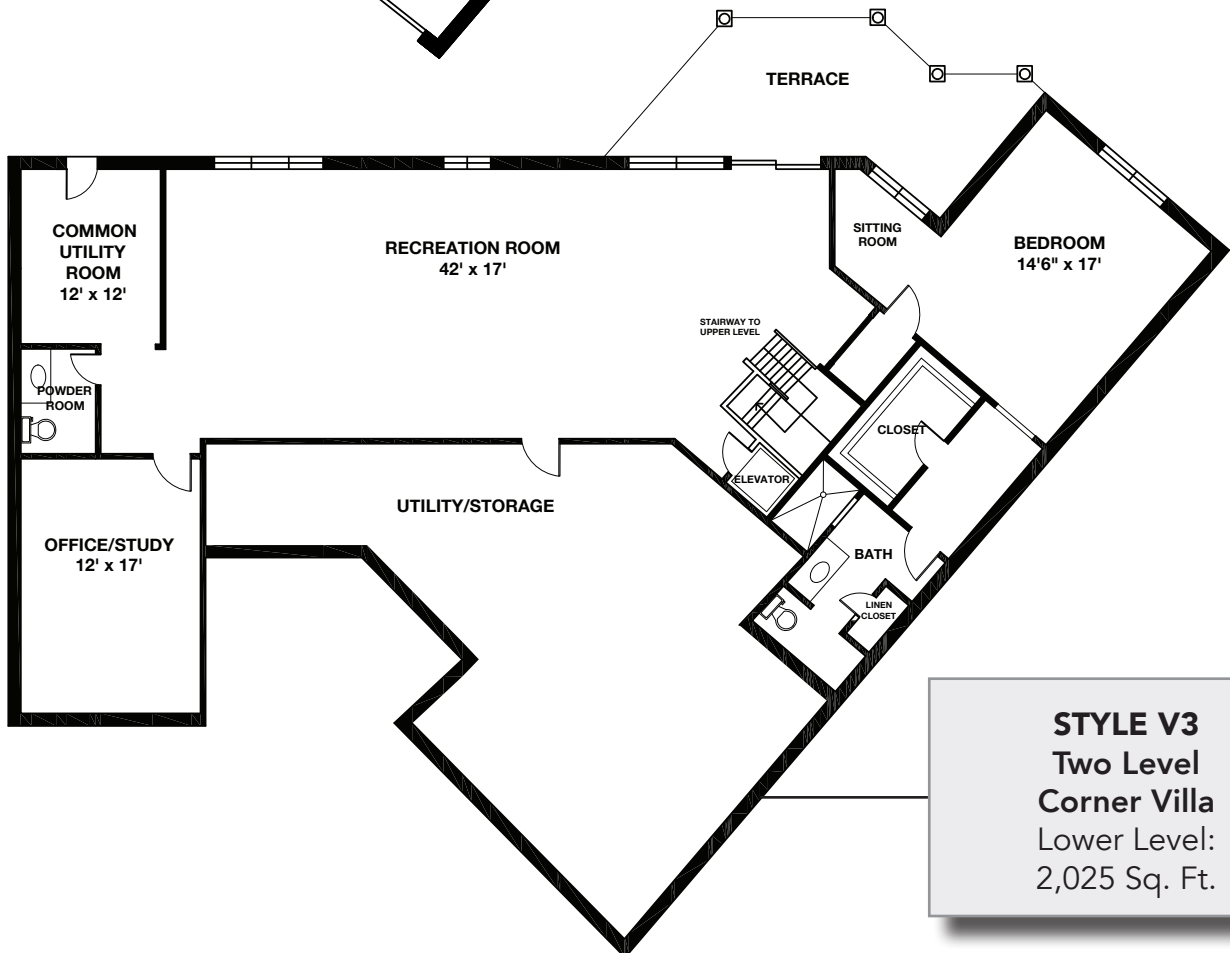 TERRACE
COMMON
UTILITY
ROOM
12' x 12'
RECREATION ROOM
42' x 17'
SITTING
ROOM
BEDROOM
14'6" x 17'
STAIRWAY TO
UPPER LEVEL
POWDER
ROOM
CLOSET
ELEVATOR
UTILITY/STORAGE
OFFICE/STUDY
12' x 17'
BATH
LINEN
CLOSET
STYLE V3
Two Level
Corner Villa
Lower Level:
2,025 Sq. Ft.